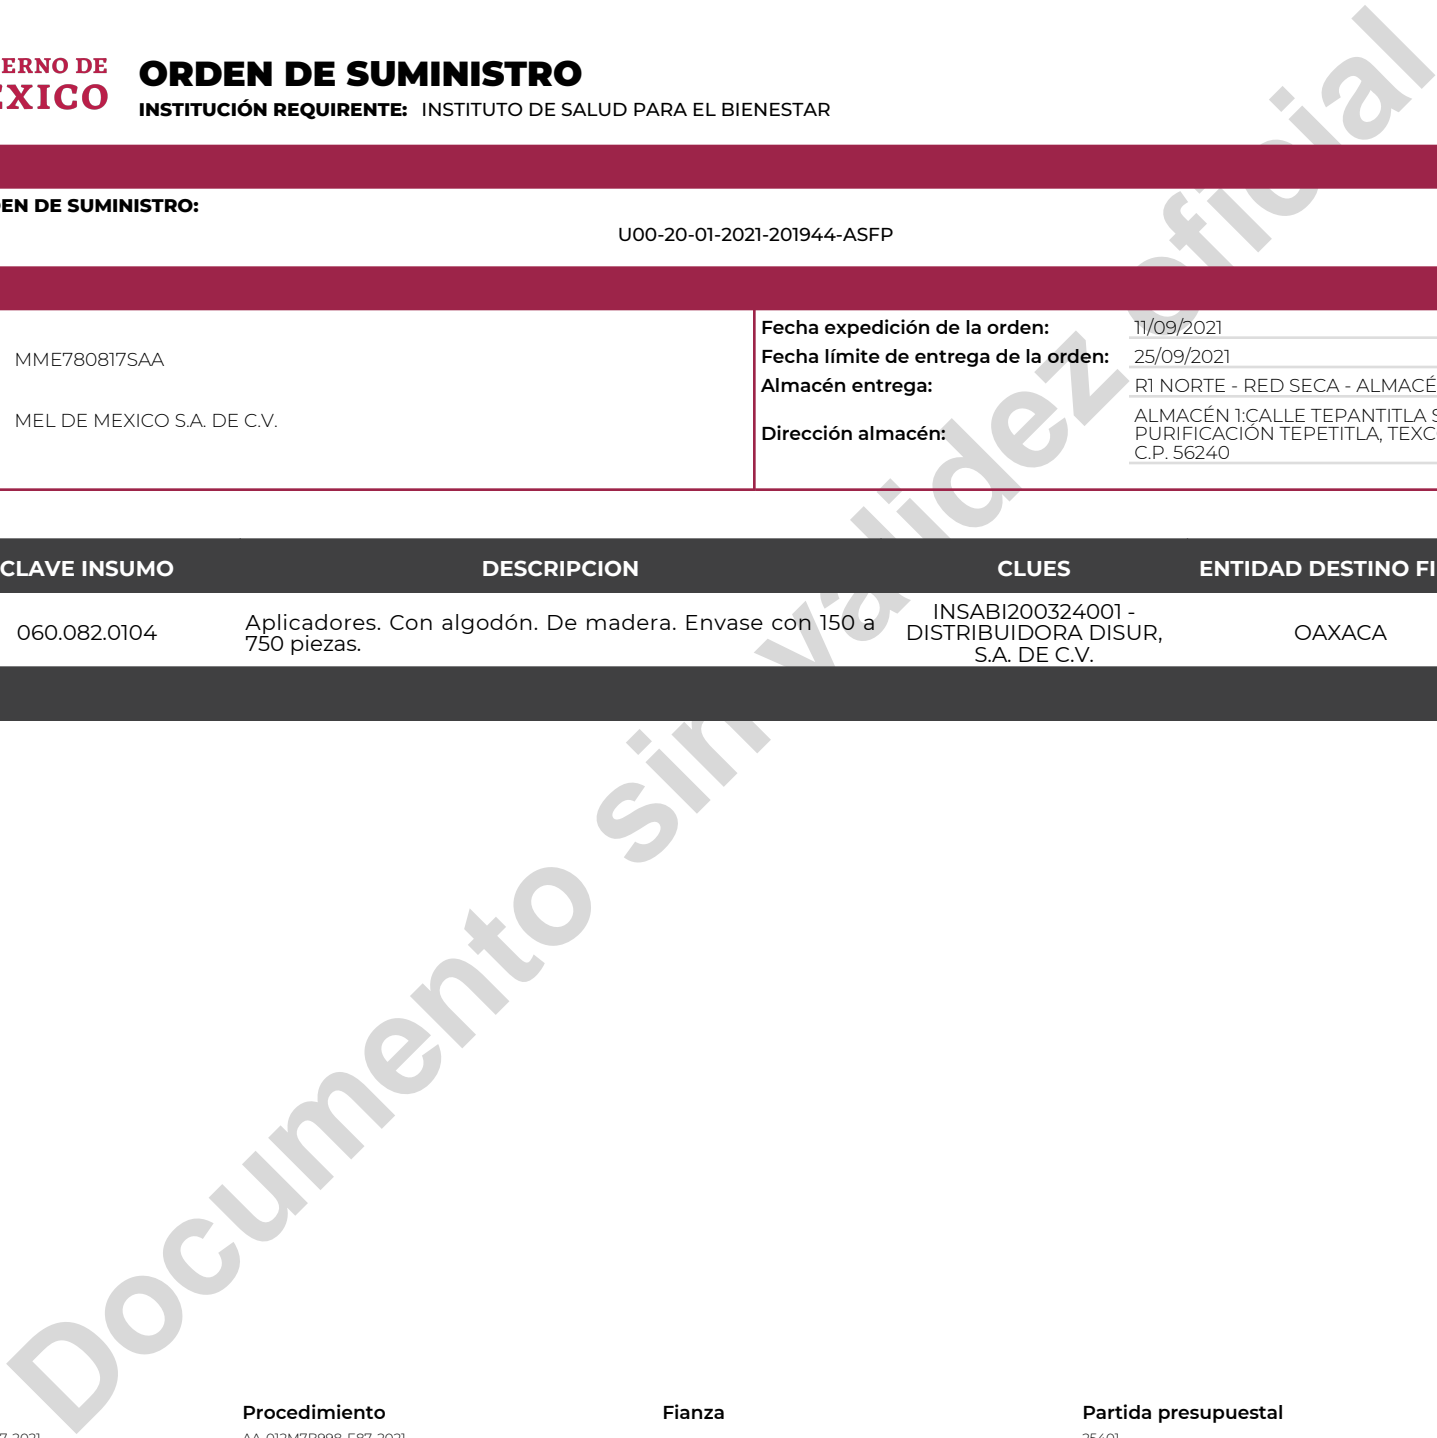 ERNO DE
ORDEN DE SUMINISTRO
INSTITUCIÓN REQUIRENTE: INSTITUTO DE SALUD PARA EL BIENESTAR
EXICO
EN DE SUMINISTRO:
U00-20-01-2021-201944-ASFP
MME780817SAA
MEL DE MEXICO S.A. DE C.V.
Fecha expedición de la orden: 11/09/2021
Fecha límite de entrega de la orden: 25/09/2021
Almacén entrega: R1 NORTE - RED SECA - ALMACÉ
Dirección almacén:
ALMACÉN 1:CALLE TEPANTITLA S
PURIFICACIÓN TEPETITLA, TEXC
C.P. 56240
CLAVE INSUMO DESCRIPCION CLUES ENTIDAD DESTINO FI
060.082.0104
Aplicadores. Con algodón. De madera. Envase con 150 a
750 piezas.
INSABI200324001 -
DISTRIBUIDORA DISUR,
S.A. DE C.V.
OAXACA
Documento sin validez oficial
Procedimiento Fianza Partida presupuestal